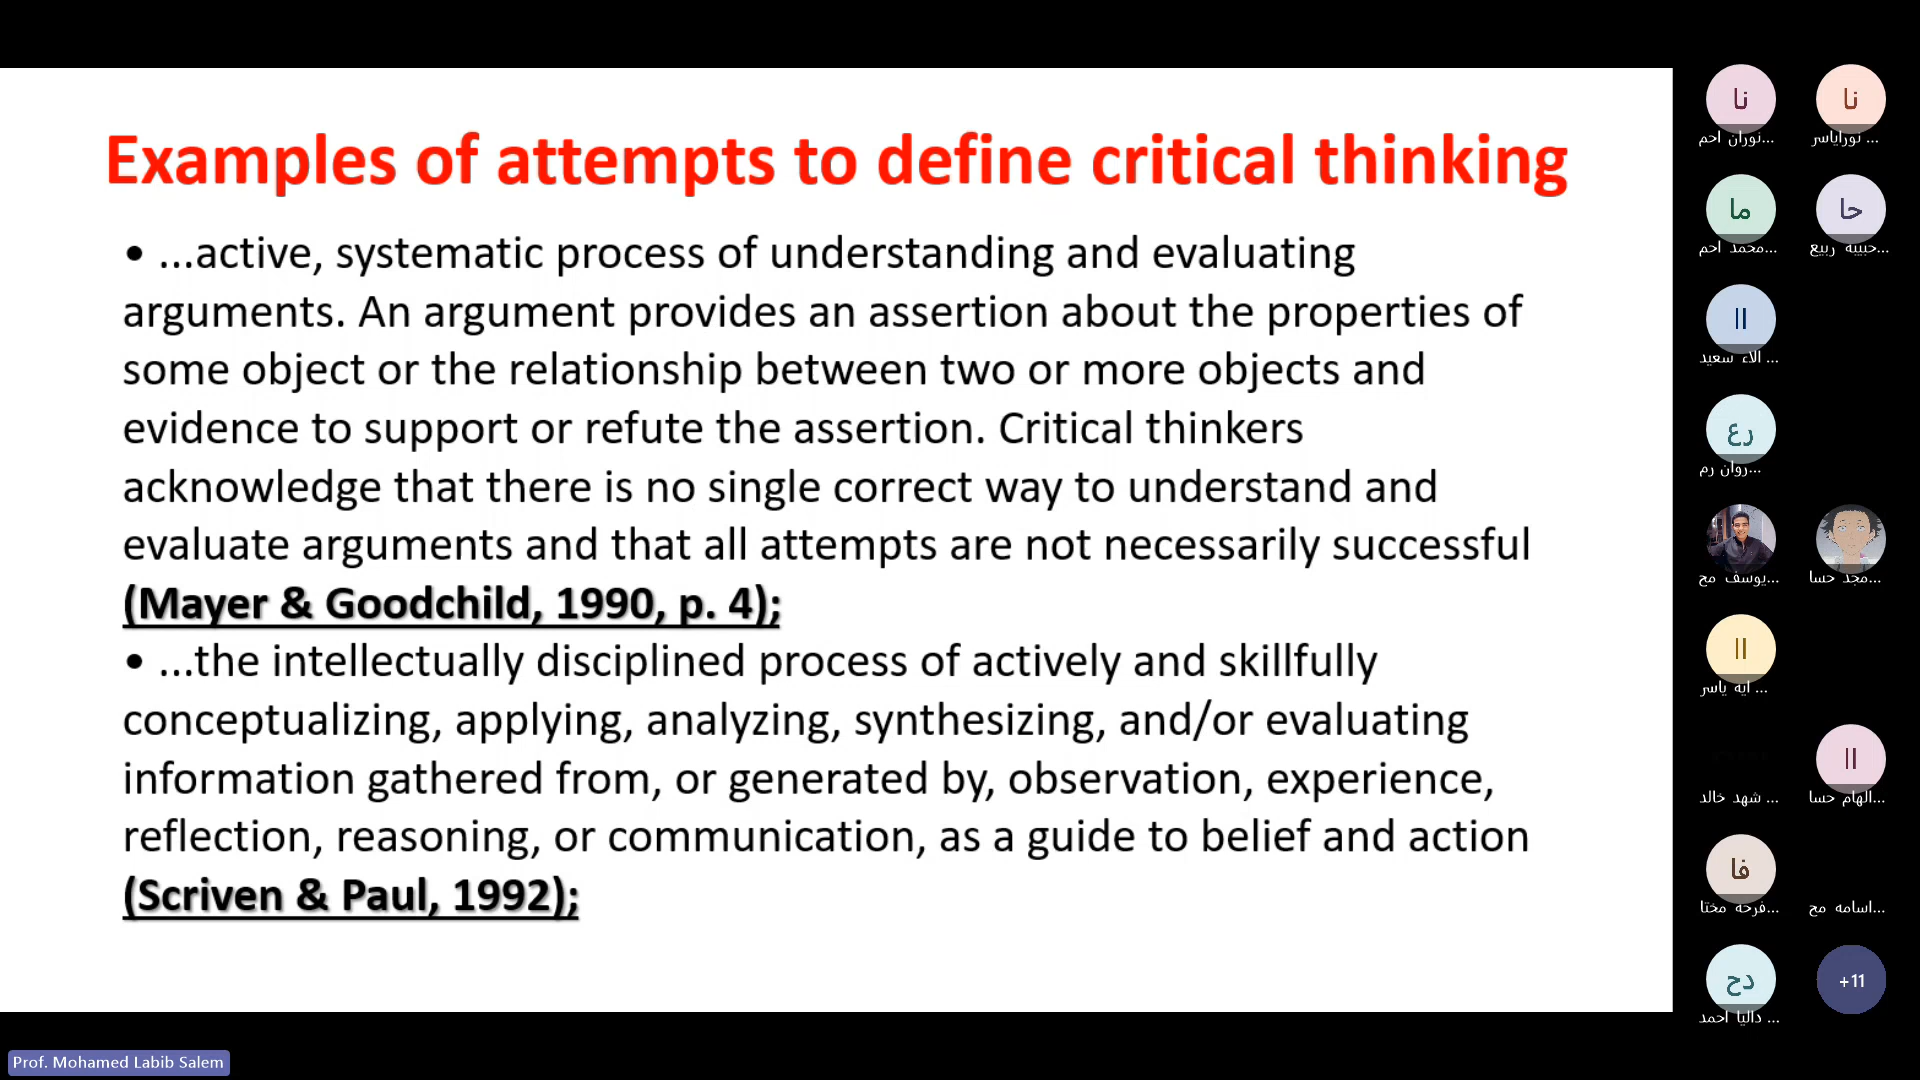 Examples of attempts to define critical thinking
• ...active, systematic process of understanding and evaluating
arguments. An argument provides an assertion about the properties of
some object or the relationship between two or more objects and
evidence to support or refute the assertion. Critical thinkers
acknowledge that there is no single correct way to understand and
evaluate arguments and that all attempts are not necessarily successful
(Mayer & Goodchild, 1990, p. 4);
• ...the intellectually disciplined process of actively and skillfully
conceptualizing, applying, analyzing, synthesizing, and/or evaluating
information gathered from, or generated by, observation, experience,
reflection, reasoning, or communication, as a guide to belief and action
(Scriven & Paul, 1992);
نا
نوران احم...
نا
نوراياسر ...
ما
محمد احم...
حا
حبيبه ربيع...
اا
الاء سعيد ...
رع
روان رم...
يوسف مح...
مجد حسا...
اا
ايه ياسر ...
شهد خالد ...
اا
الهام حسا...
فا
فرحه مختا...
اسامه مح...
دح
داليا احمد ...
+11
Prof. Mohamed Labib Salem